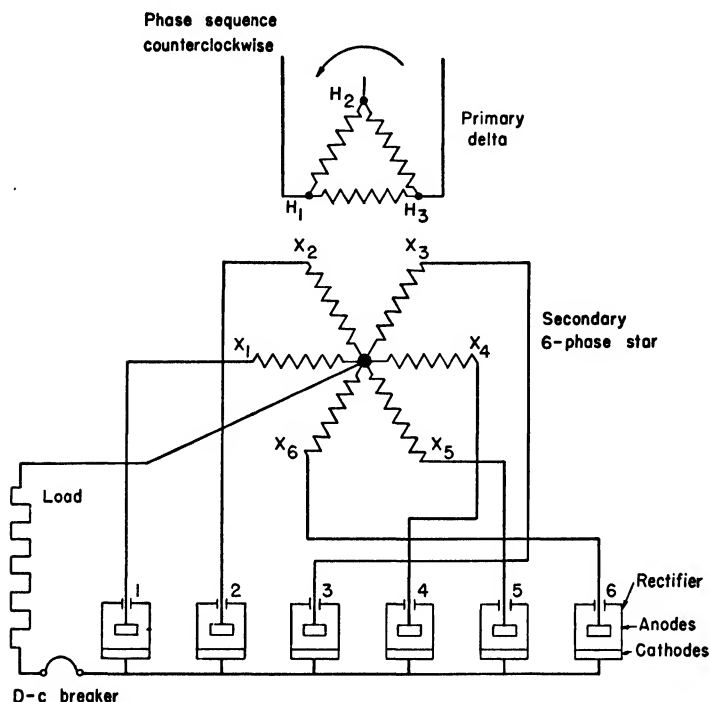 Phase sequence
counterclockwise
H2
Primary
delta
H1
H3
X2
X3
Secondary
6-phase star
X1
X4
X6
X5
Load
1
2
3
4
5
6
Rectifier
Anodes
Cathodes
D-c breaker